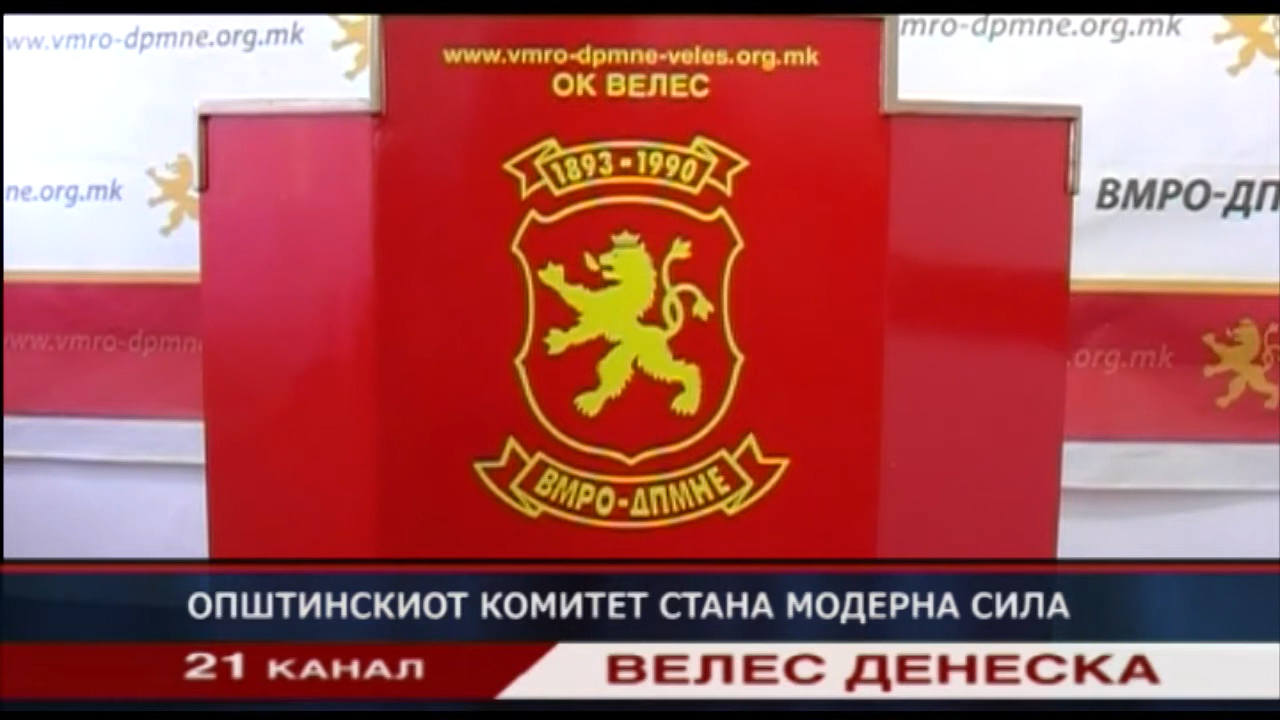 ww.vmro-dpmne.org.mk
mro-dpmne.org.mk
www.vmro-dpmne-veles.org.mk
ОК ВЕЛЕС
1893-1990
ne.org.mk
ВМРО-ДП
www.vmro-dpmne
.org.mk
ВМРО-ДПМНЕ
ОПШТИНСКИОТ КОМИТЕТ СТАНА МОДЕРНА СИЛА
21 КАНАЛ
ВЕЛЕС ДЕНЕСКА